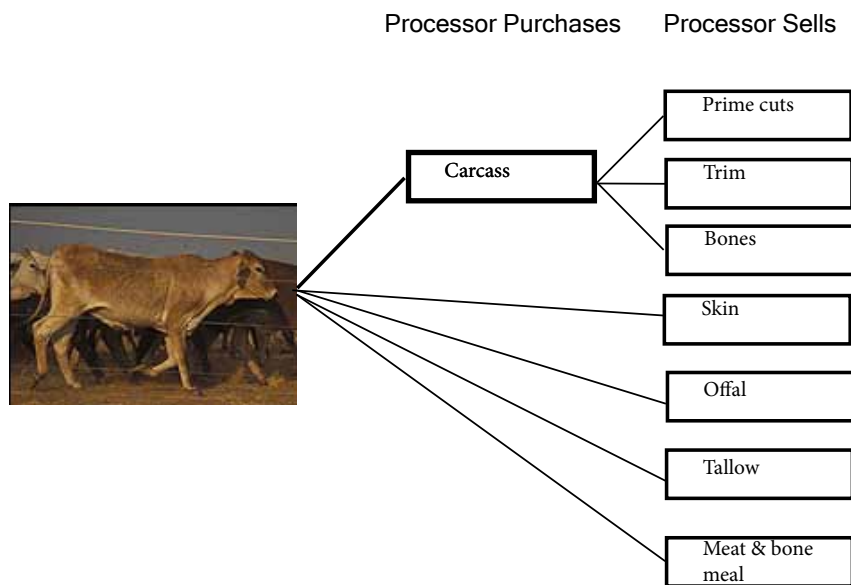 Processor Purchases
Processor Sells
Prime cuts
Carcass
Trim
Bones
Skin
Offal
Tallow
Meat & bone
meal